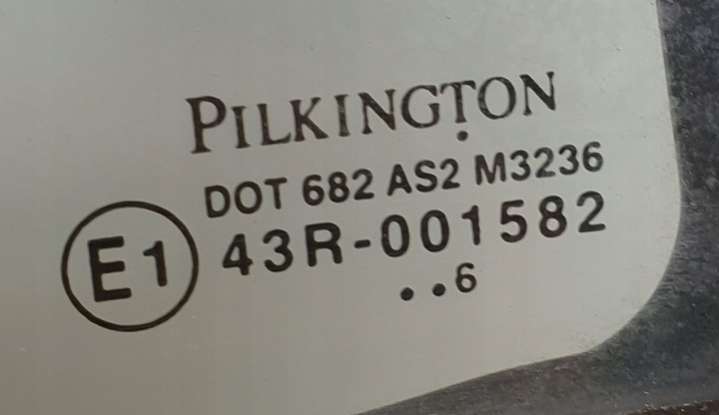 PILKINGTON
DOT 682 AS2 M3236
E1 43R-001582
..6